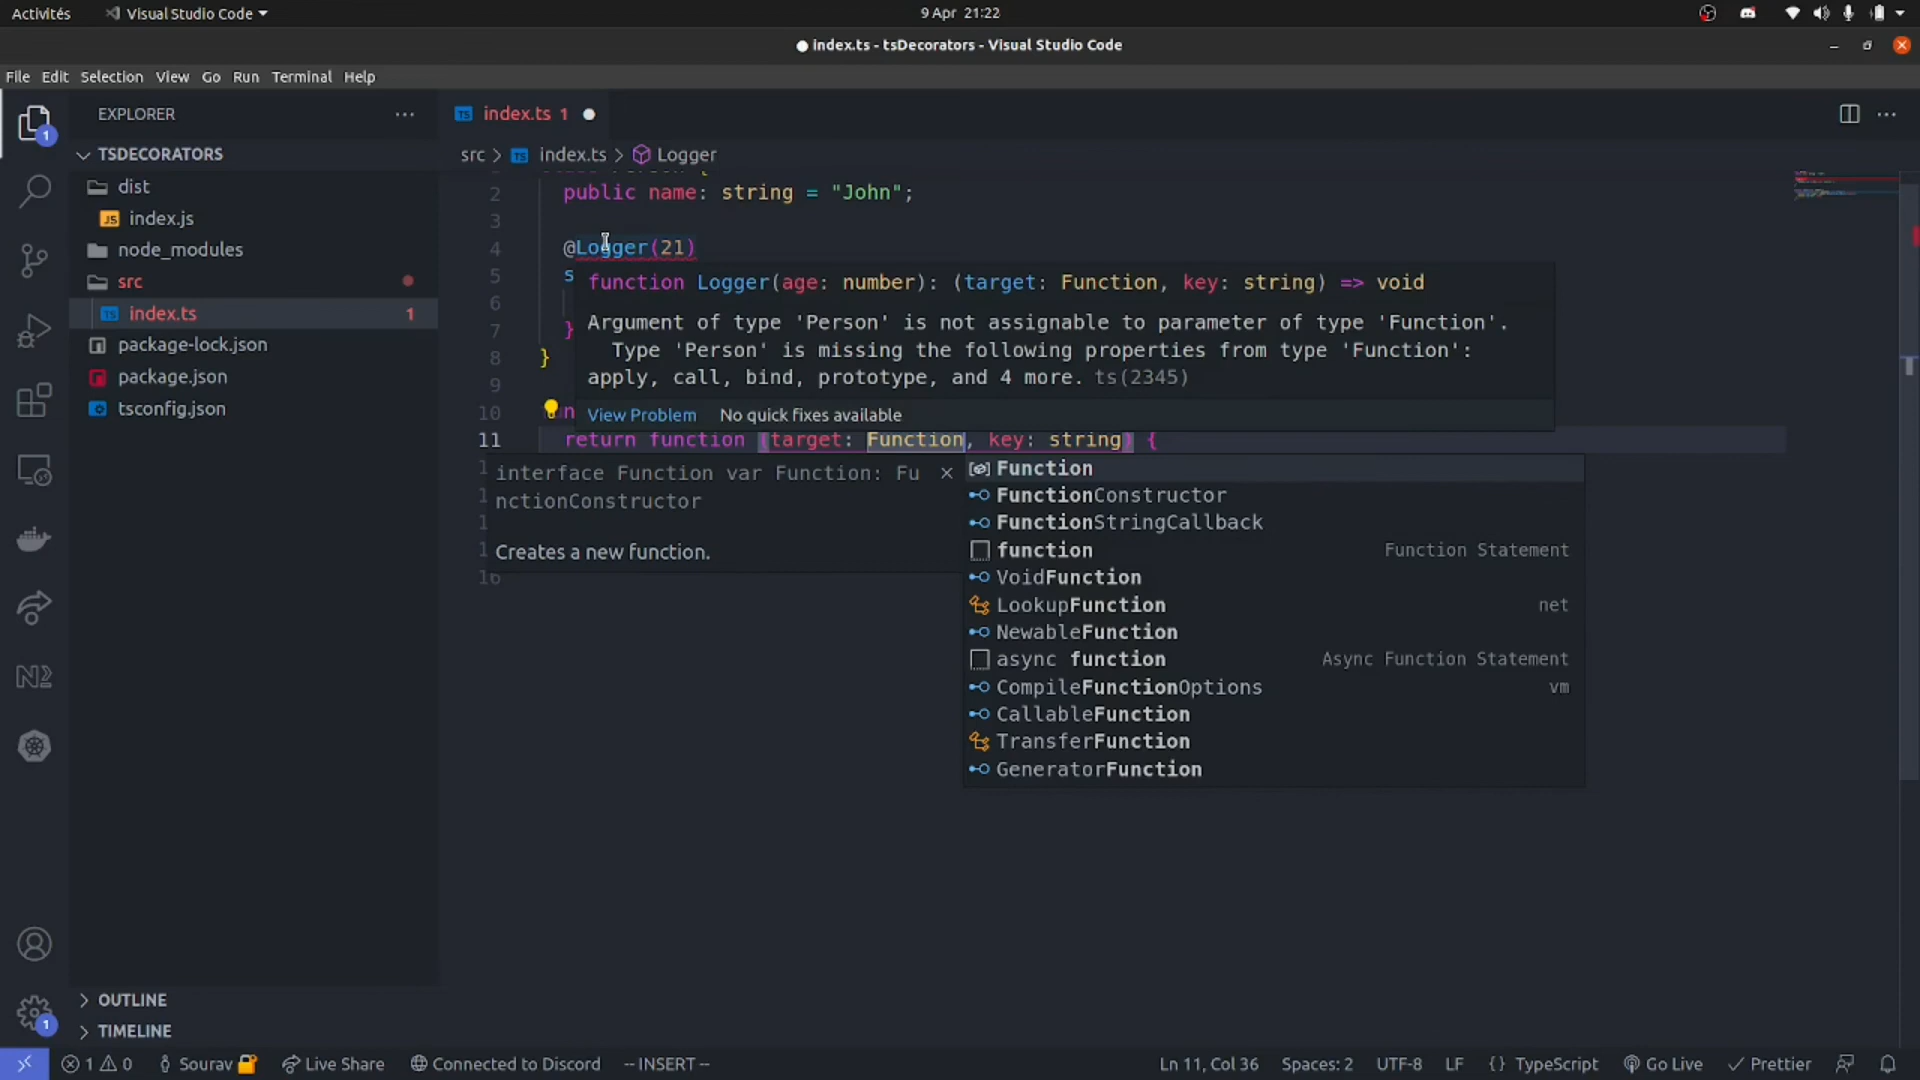 Activités
Visual Studio Code
9 Apr 21:22
index.ts - tsDecorators - Visual Studio Code
File Edit Selection View Go Run Terminal Help
EXPLORER
index.ts 1
TSDECORATORS
src > index.ts > Logger
dist
index.js
node_modules
src
index.ts 1
package-lock.json
package.json
tsconfig.json
2 public name: string = "John";
3
4 @Logger(21)
5 s
function Logger(age: number): (target: Function, key: string) => void
6
Argument of type 'Person' is not assignable to parameter of type 'Function'.
7 }
Type 'Person' is missing the following properties from type 'Function':
8 }
apply, call, bind, prototype, and 4 more. ts(2345)
9
10 n
View Problem No quick fixes available
11 return function (target: Function, key: string) {
interface Function var Function: Fu
nctionConstructor
Creates a new function.
16
Function
FunctionConstructor
FunctionStringCallback
function Function Statement
VoidFunction
LookupFunction net
NewableFunction
async function Async Function Statement
CompileFunctionOptions vm
CallableFunction
TransferFunction
GeneratorFunction
OUTLINE
TIMELINE
1
1
1 0 Sourav Live Share Connected to Discord -- INSERT -- Ln 11, Col 36 Spaces: 2 UTF-8 LF {} TypeScript Go Live Prettier